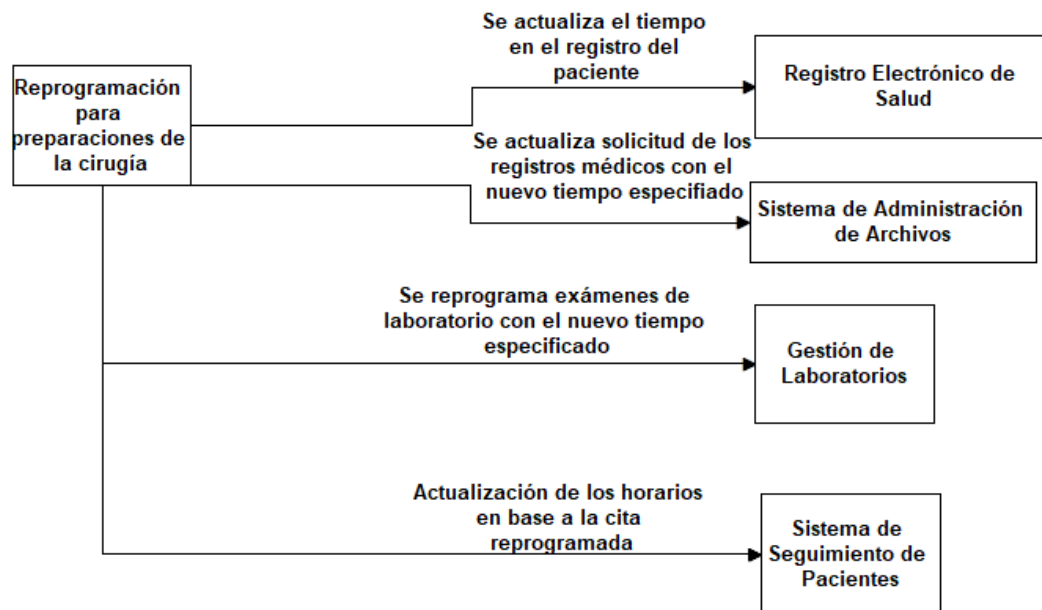 Reprogramación
para
preparaciones de
la cirugía
Se actualiza el tiempo
en el registro del
paciente
Registro Electrónico de
Salud
Se actualiza solicitud de los
registros médicos con el
nuevo tiempo especifiado
Sistema de Administración
de Archivos
Se reprograma exámenes de
laboratorio con el nuevo tiempo
especificado
Gestión de
Laboratorios
Actualización de los horarios
en base a la cita
reprogramada
Sistema de
Seguimiento de
Pacientes